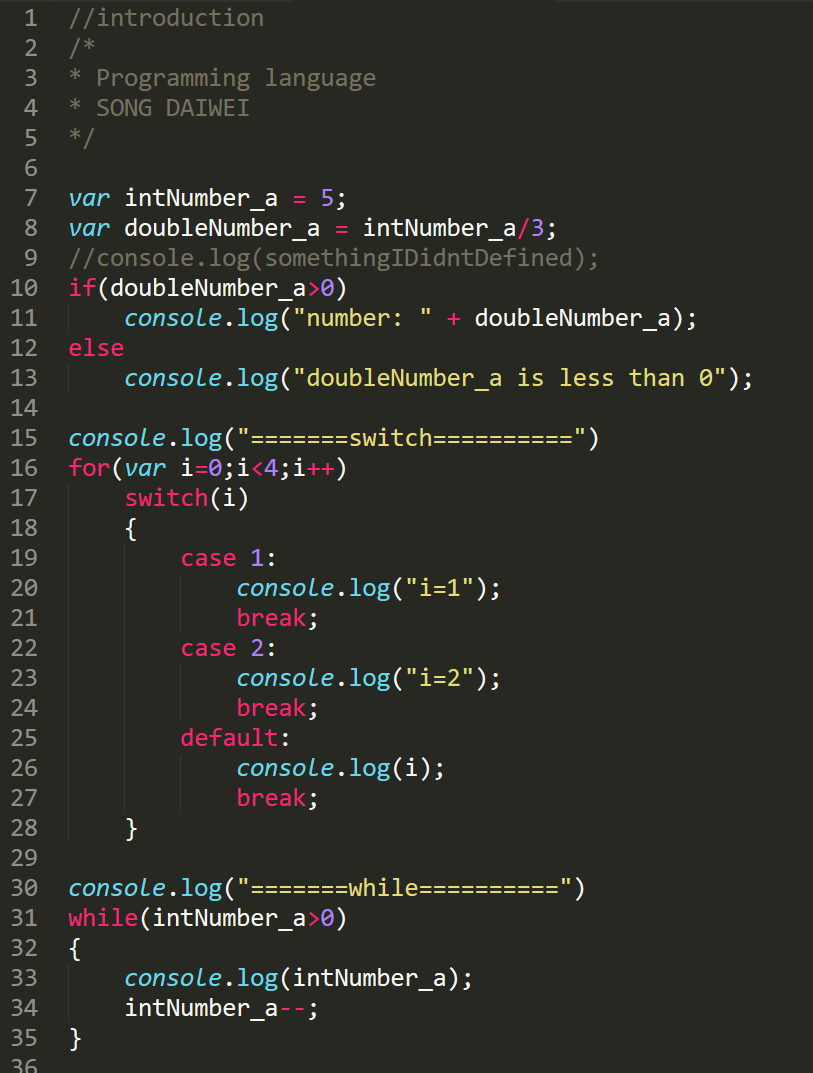 1 //introduction
2 /*
3 * Programming language
4 * SONG DAIWEI
5 */
6
7 var intNumber_a = 5;
8 var doubleNumber_a = intNumber_a/3;
9 //console.log(somethingIDidntDefined);
10 if(doubleNumber_a>0)
11     console.log("number: " + doubleNumber_a);
12 else
13     console.log("doubleNumber_a is less than 0");
14
15 console.log("=======switch==========")
16 for(var i=0;i<4;i++)
17     switch(i)
18     {
19         case 1:
20             console.log("i=1");
21             break;
22         case 2:
23             console.log("i=2");
24             break;
25         default:
26             console.log(i);
27             break;
28     }
29
30 console.log("=======while==========")
31 while(intNumber_a>0)
32 {
33     console.log(intNumber_a);
34     intNumber_a--;
35 }
36